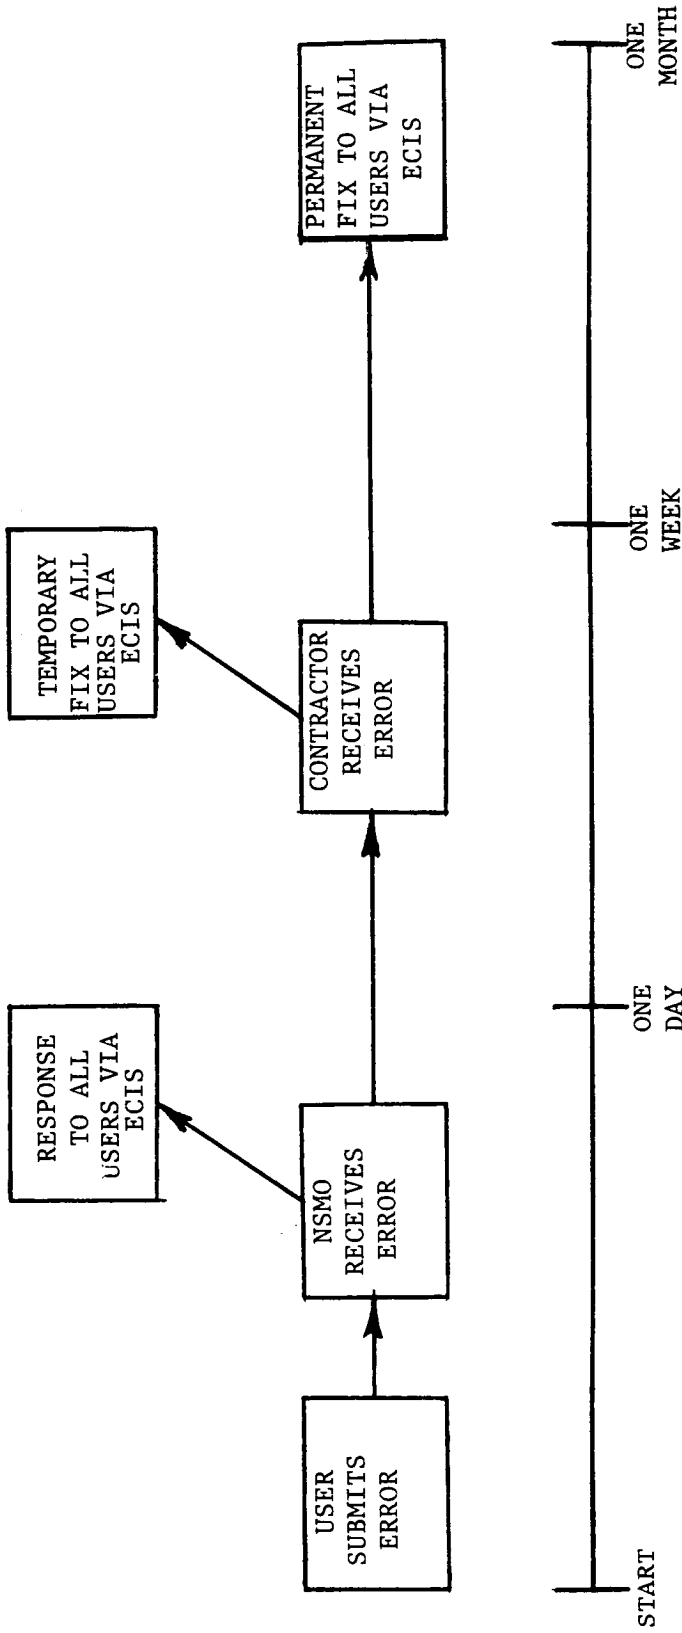 RESPONSE
TO ALL
USERS VIA
ECIS
TEMPORARY
FIX TO ALL
USERS VIA
ECIS
USER
SUBMITS
ERROR
NSMO
RECEIVES
ERROR
CONTRACTOR
RECEIVES
ERROR
PERMANENT
FIX TO ALL
USERS VIA
ECIS
START
ONE
DAY
ONE
WEEK
ONE
MONTH